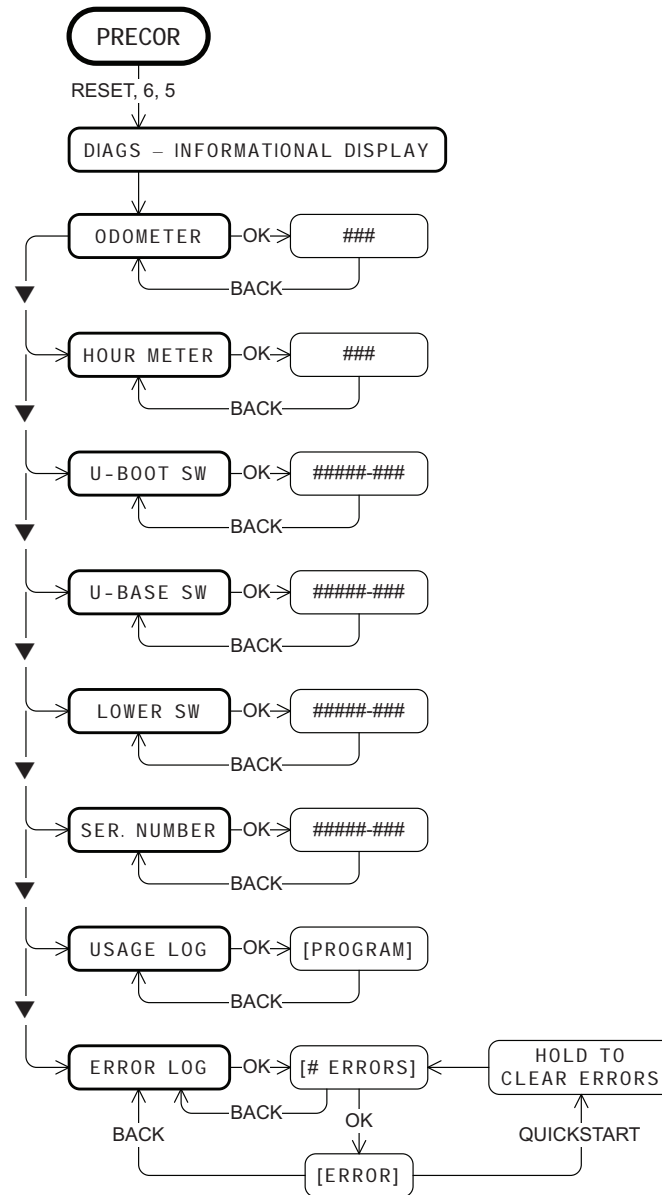 PRECOR
RESET, 6, 5
DIAGS – INFORMATIONAL DISPLAY
ODOMETER
OK
###
BACK
HOUR METER
OK
###
BACK
U-BOOT SW
OK
#####-###
BACK
U-BASE SW
OK
#####-###
BACK
LOWER SW
OK
#####-###
BACK
SER. NUMBER
OK
#####-###
BACK
USAGE LOG
OK
[PROGRAM]
BACK
ERROR LOG
OK
[# ERRORS]
HOLD TO
CLEAR ERRORS
BACK
OK
BACK
QUICKSTART
[ERROR]